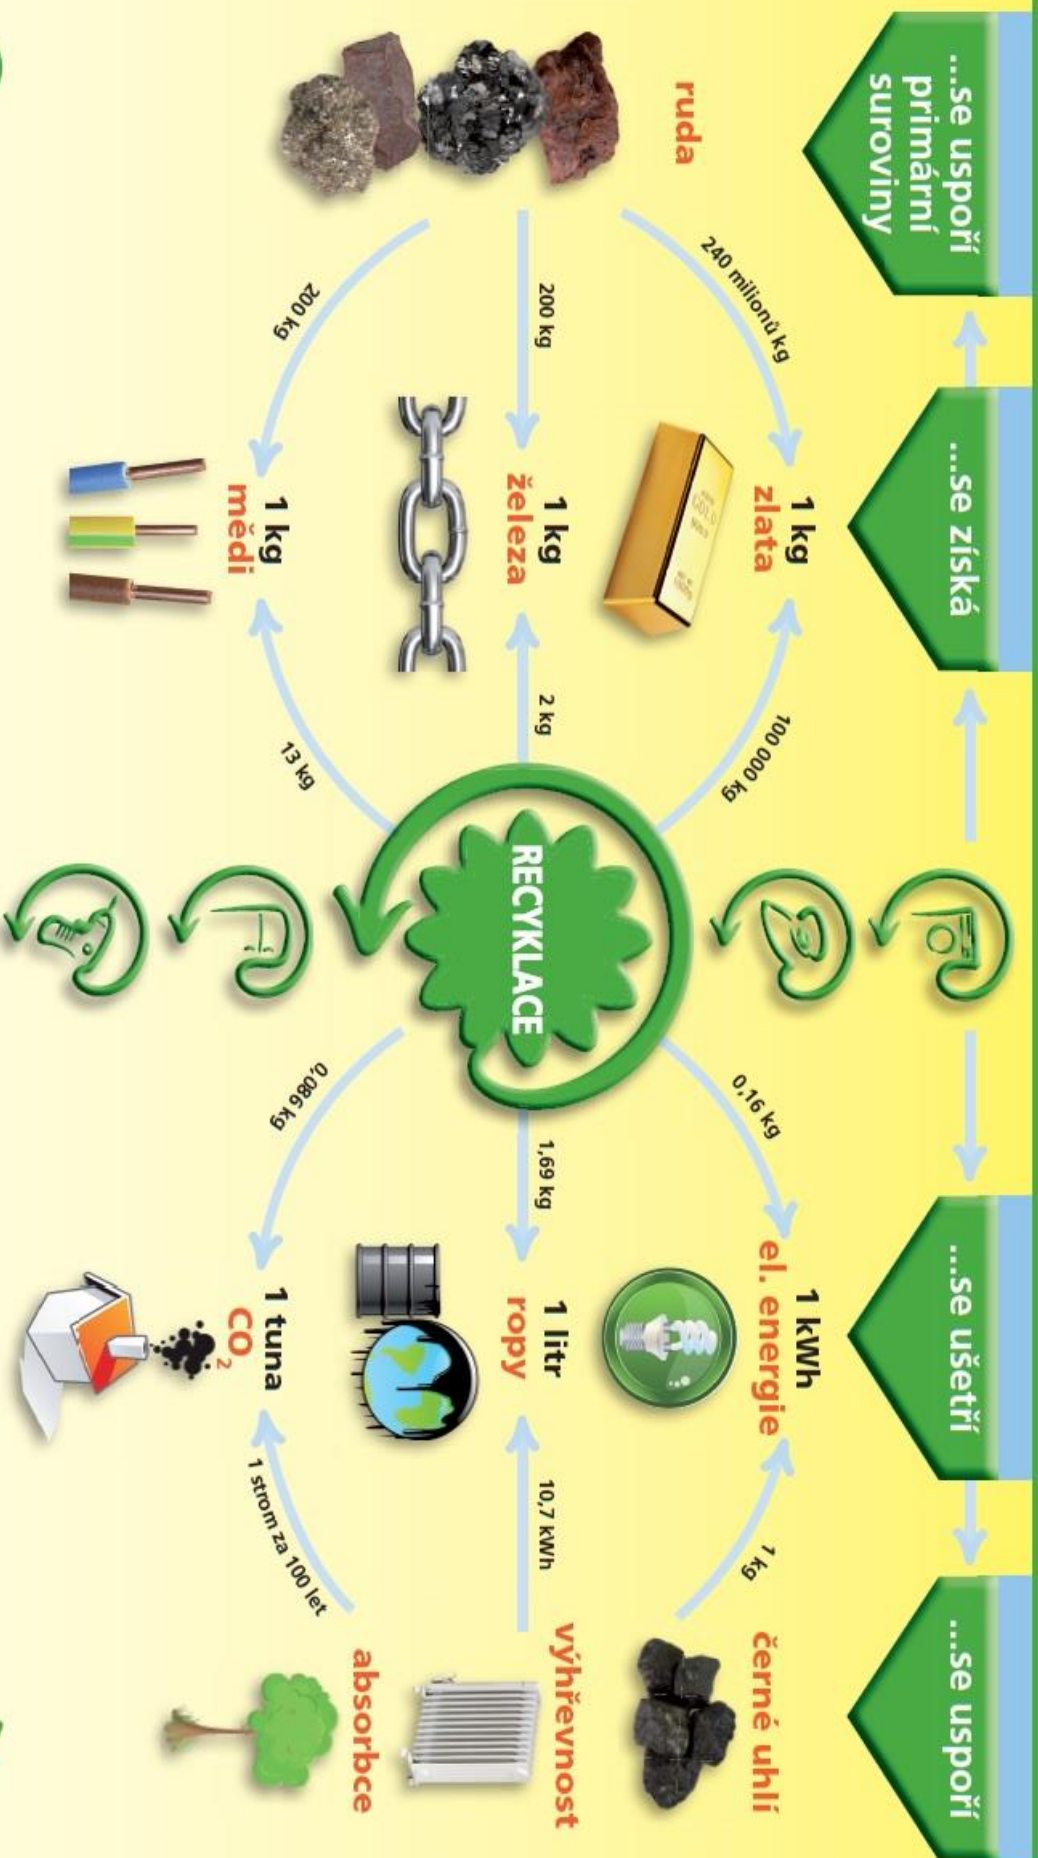 ...se uspoří
primární
suroviny
...se získá
...se ušetří
...se uspoří
ruda
240 milionů kg
200 kg
200 kg
1 kg
zlata
1 kg
železa
1 kg
mědi
100 000 kg
2 kg
13 kg
RECYKLACE
0,16 kg
1,69 kg
0,086 kg
1 kWh
el. energie
1 litr
ropy
1 tuna
CO₂
1 kg
10,7 kWh
1 strom za 100 let
černé uhlí
výhřevnost
absorbce